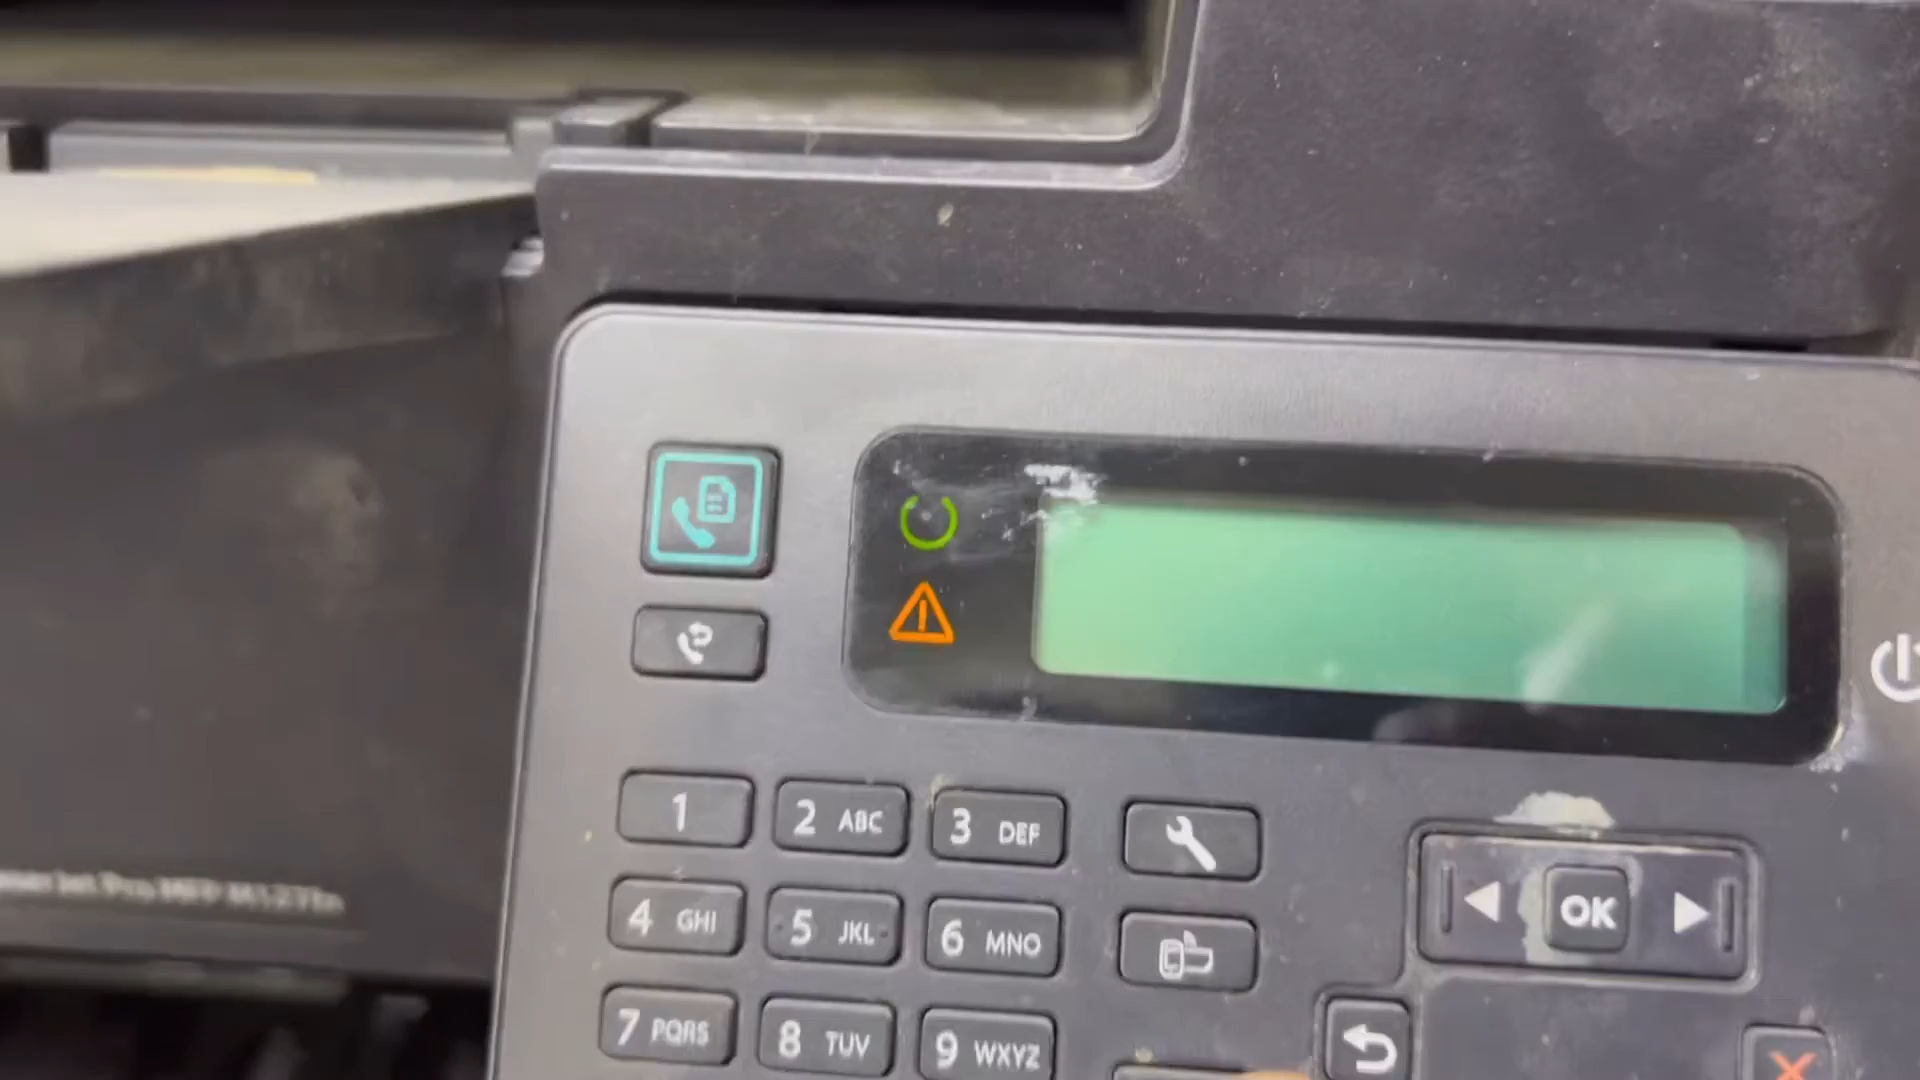 1
2 ABC
3 DEF
4 GHI
5 JKL
6 MNO
OK
7 PQRS
8 TUV
9 WXYZ